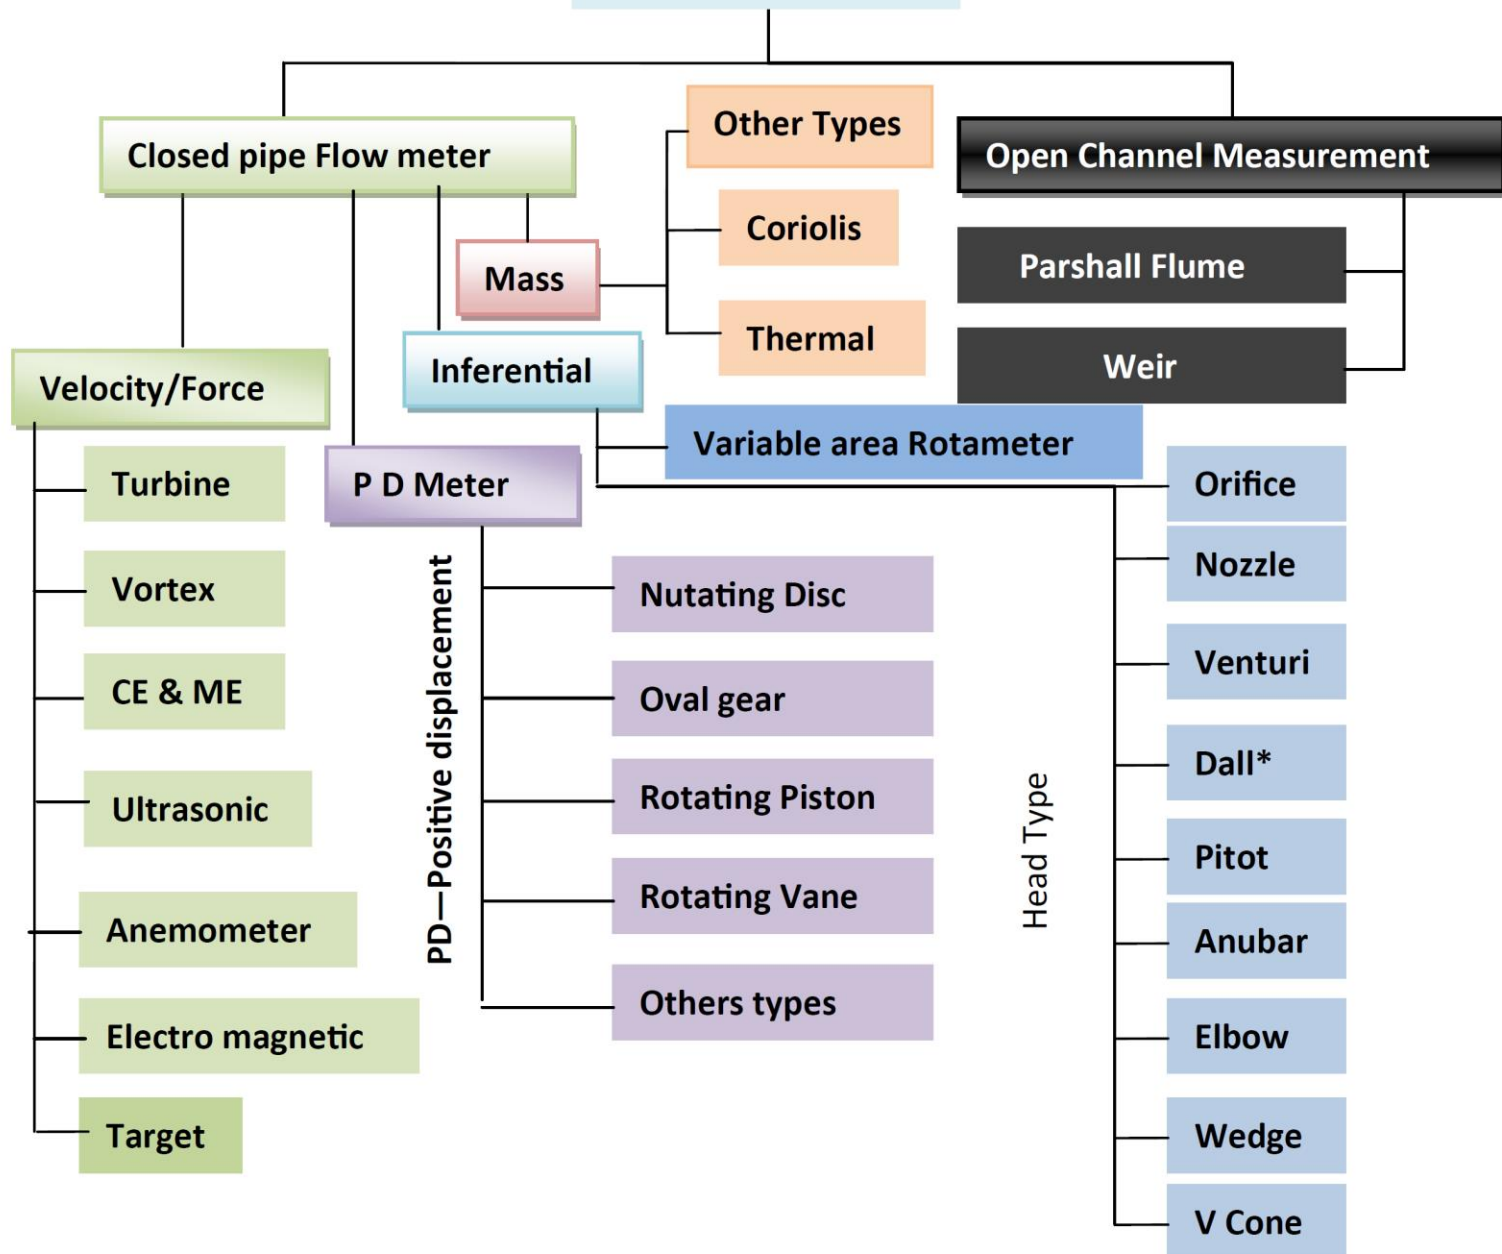 Closed pipe Flow meter
Other Types
Open Channel Measurement
Coriolis
Mass
Thermal
Parshall Flume
Weir
Velocity/Force
Inferential
Variable area Rotameter
P D Meter
Turbine
Vortex
CE & ME
Ultrasonic
Anemometer
Electro magnetic
Target
PD—Positive displacement
Nutating Disc
Oval gear
Rotating Piston
Rotating Vane
Others types
Head Type
Orifice
Nozzle
Venturi
Dall*
Pitot
Anubar
Elbow
Wedge
V Cone